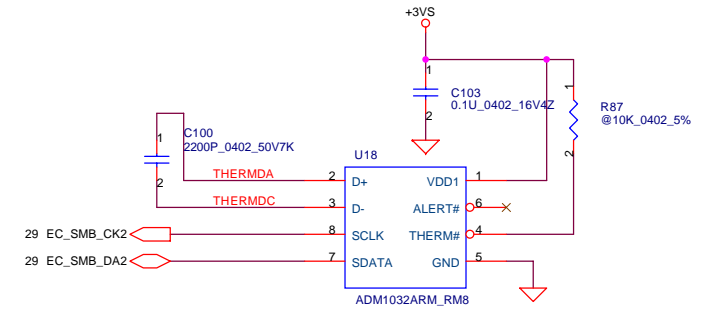 +3VS
1
C103
0.1U_0402_16V4Z
2
1
R87
@10K_0402_5%
2
1
C100
2200P_0402_50V7K
2
U18
THERMDA
2
D+
VDD1
1
THERMDC
3
D-
ALERT#
6
29 EC_SMB_CK2
8
SCLK
THERM#
4
29 EC_SMB_DA2
7
SDATA
GND
5
ADM1032ARM_RM8